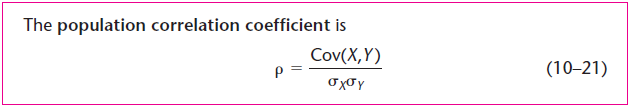 The population correlation coefficient is
ρ = Cov(X,Y) / σXσY (10–21)